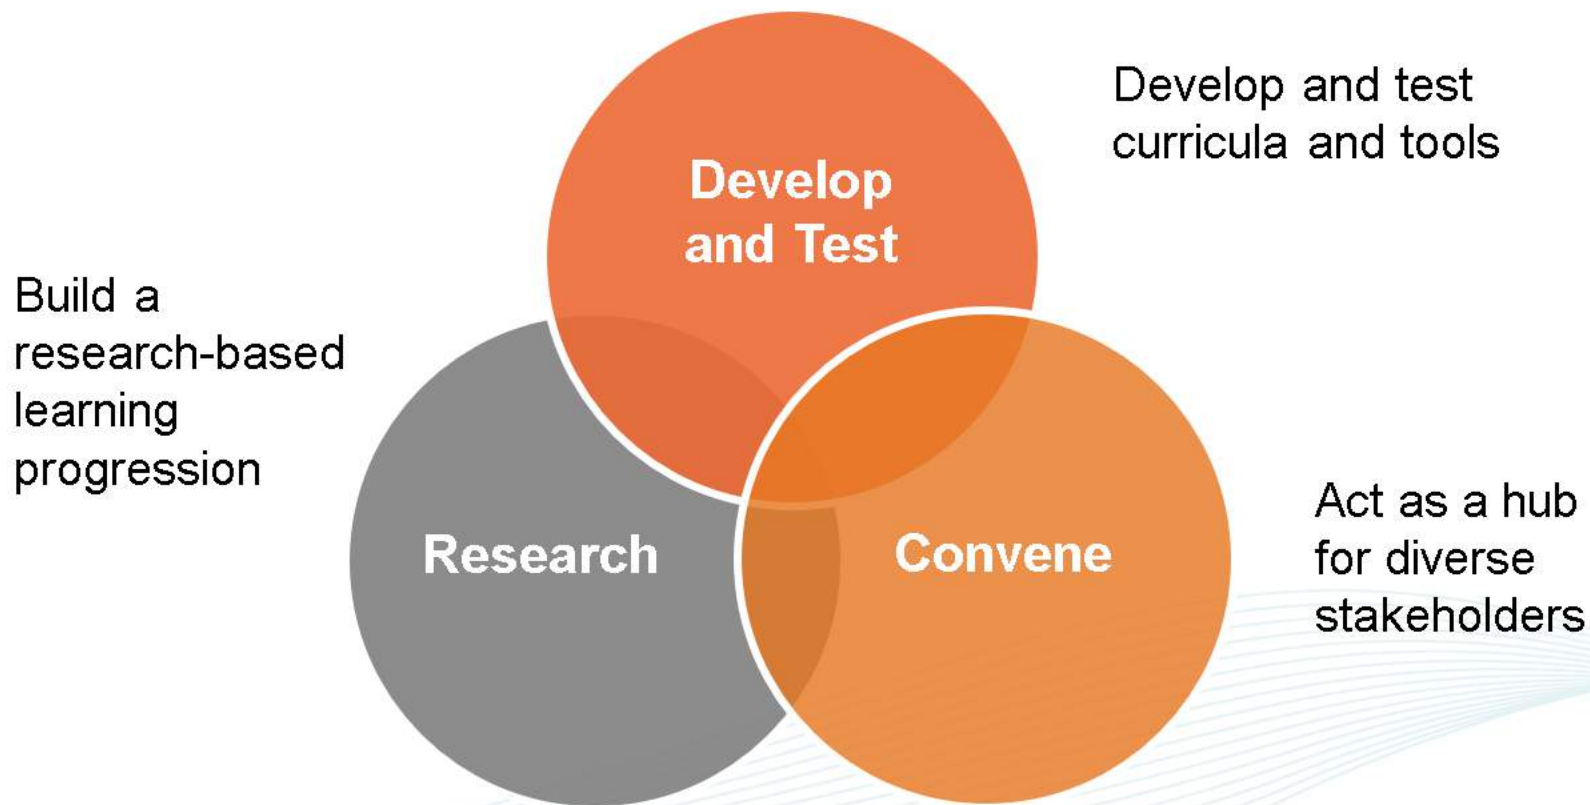 Develop and test
curricula and tools
Develop
and Test
Build a
research-based
learning
progression
Research
Convene
Act as a hub
for diverse
stakeholders